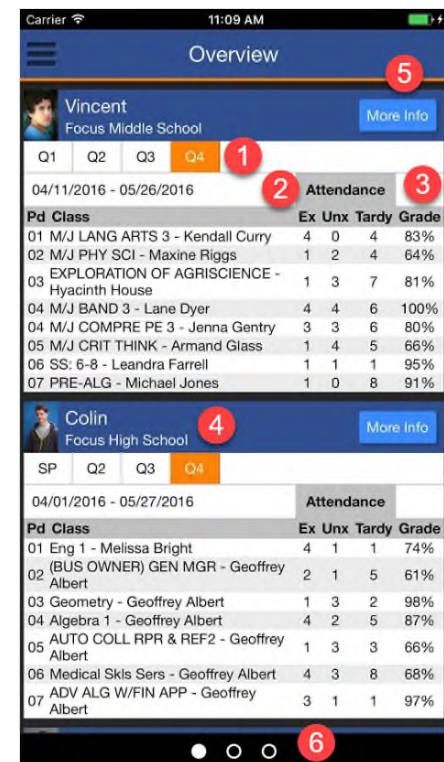 Carrier 11:09 AM
Overview
5
Vincent
Focus Middle School
More Info
Q1 Q2 Q3 Q4 1
04/11/2016 - 05/26/2016 2 Attendance 3
Pd Class Ex Unx Tardy Grade
01 M/J LANG ARTS 3 - Kendall Curry 4 0 4 83%
02 M/J PHY SCI - Maxine Riggs 1 2 4 64%
03 EXPLORATION OF AGRISCIENCE -
Hyacinth House 1 3 7 81%
04 M/J BAND 3 - Lane Dyer 4 4 6 100%
04 M/J COMPRE PE 3 - Jenna Gentry 3 3 6 80%
05 M/J CRIT THINK - Armand Glass 1 4 5 66%
06 SS: 6-8 - Leandra Farrell 1 1 1 95%
07 PRE-ALG - Michael Jones 1 0 8 91%
Colin
Focus High School 4
More Info
SP Q2 Q3 Q4
04/01/2016 - 05/27/2016 Attendance
Pd Class Ex Unx Tardy Grade
01 Eng 1 - Melissa Bright 4 1 1 74%
02 (BUS OWNER) GEN MGR - Geoffrey
Albert 2 1 5 61%
03 Geometry - Geoffrey Albert 1 3 2 98%
04 Algebra 1 - Geoffrey Albert 4 2 5 87%
05 AUTO COLL RPR & REF2 - Geoffrey
Albert 1 3 3 66%
06 Medical Skls Sers - Geoffrey Albert 4 3 8 68%
07 ADV ALG W/FIN APP - Geoffrey
Albert 3 1 1 97%
6